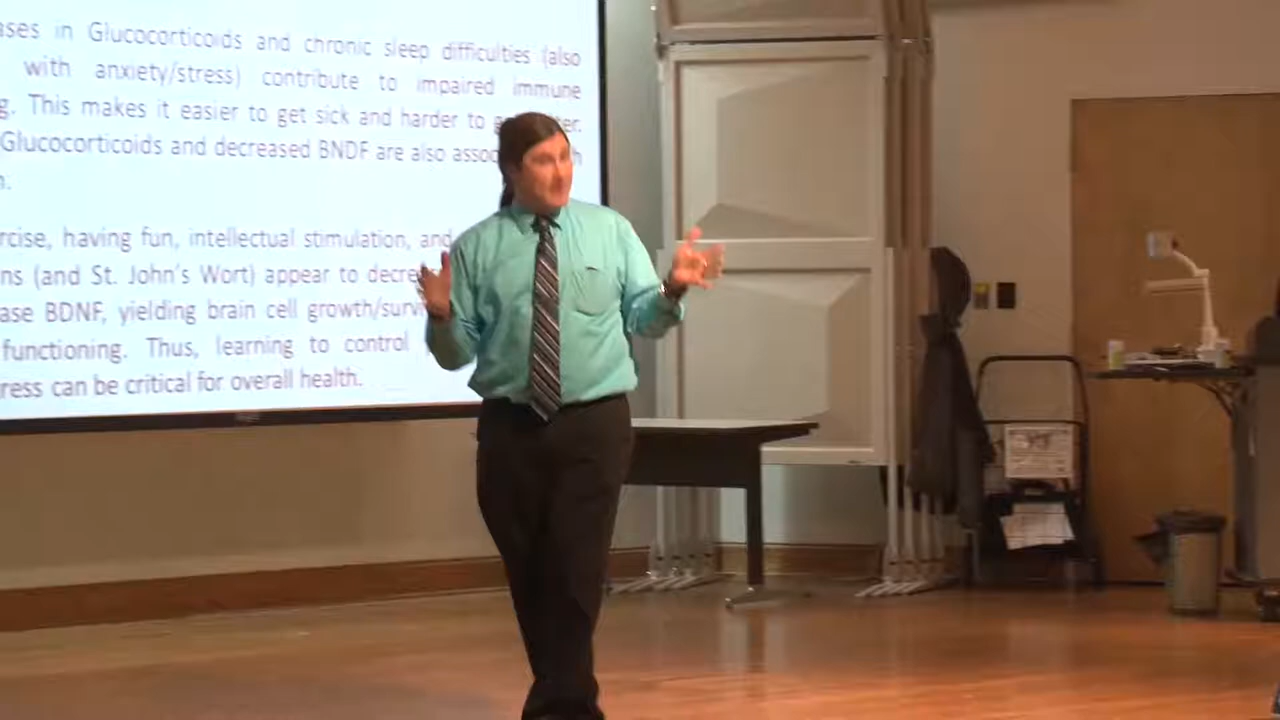 ases in Glucocorticoids and chronic sleep difficulties (also
with anxiety/stress) contribute to impaired immune
g. This makes it easier to get sick and harder to
Glucocorticoids and decreased BNDF are also
n.
rcise, having fun, intellectual stimulation, and
ns (and St. John's Wort) appear to decre
ase BDNF, yielding brain cell growth/surv
functioning. Thus, learning to control
ress can be critical for overall health.